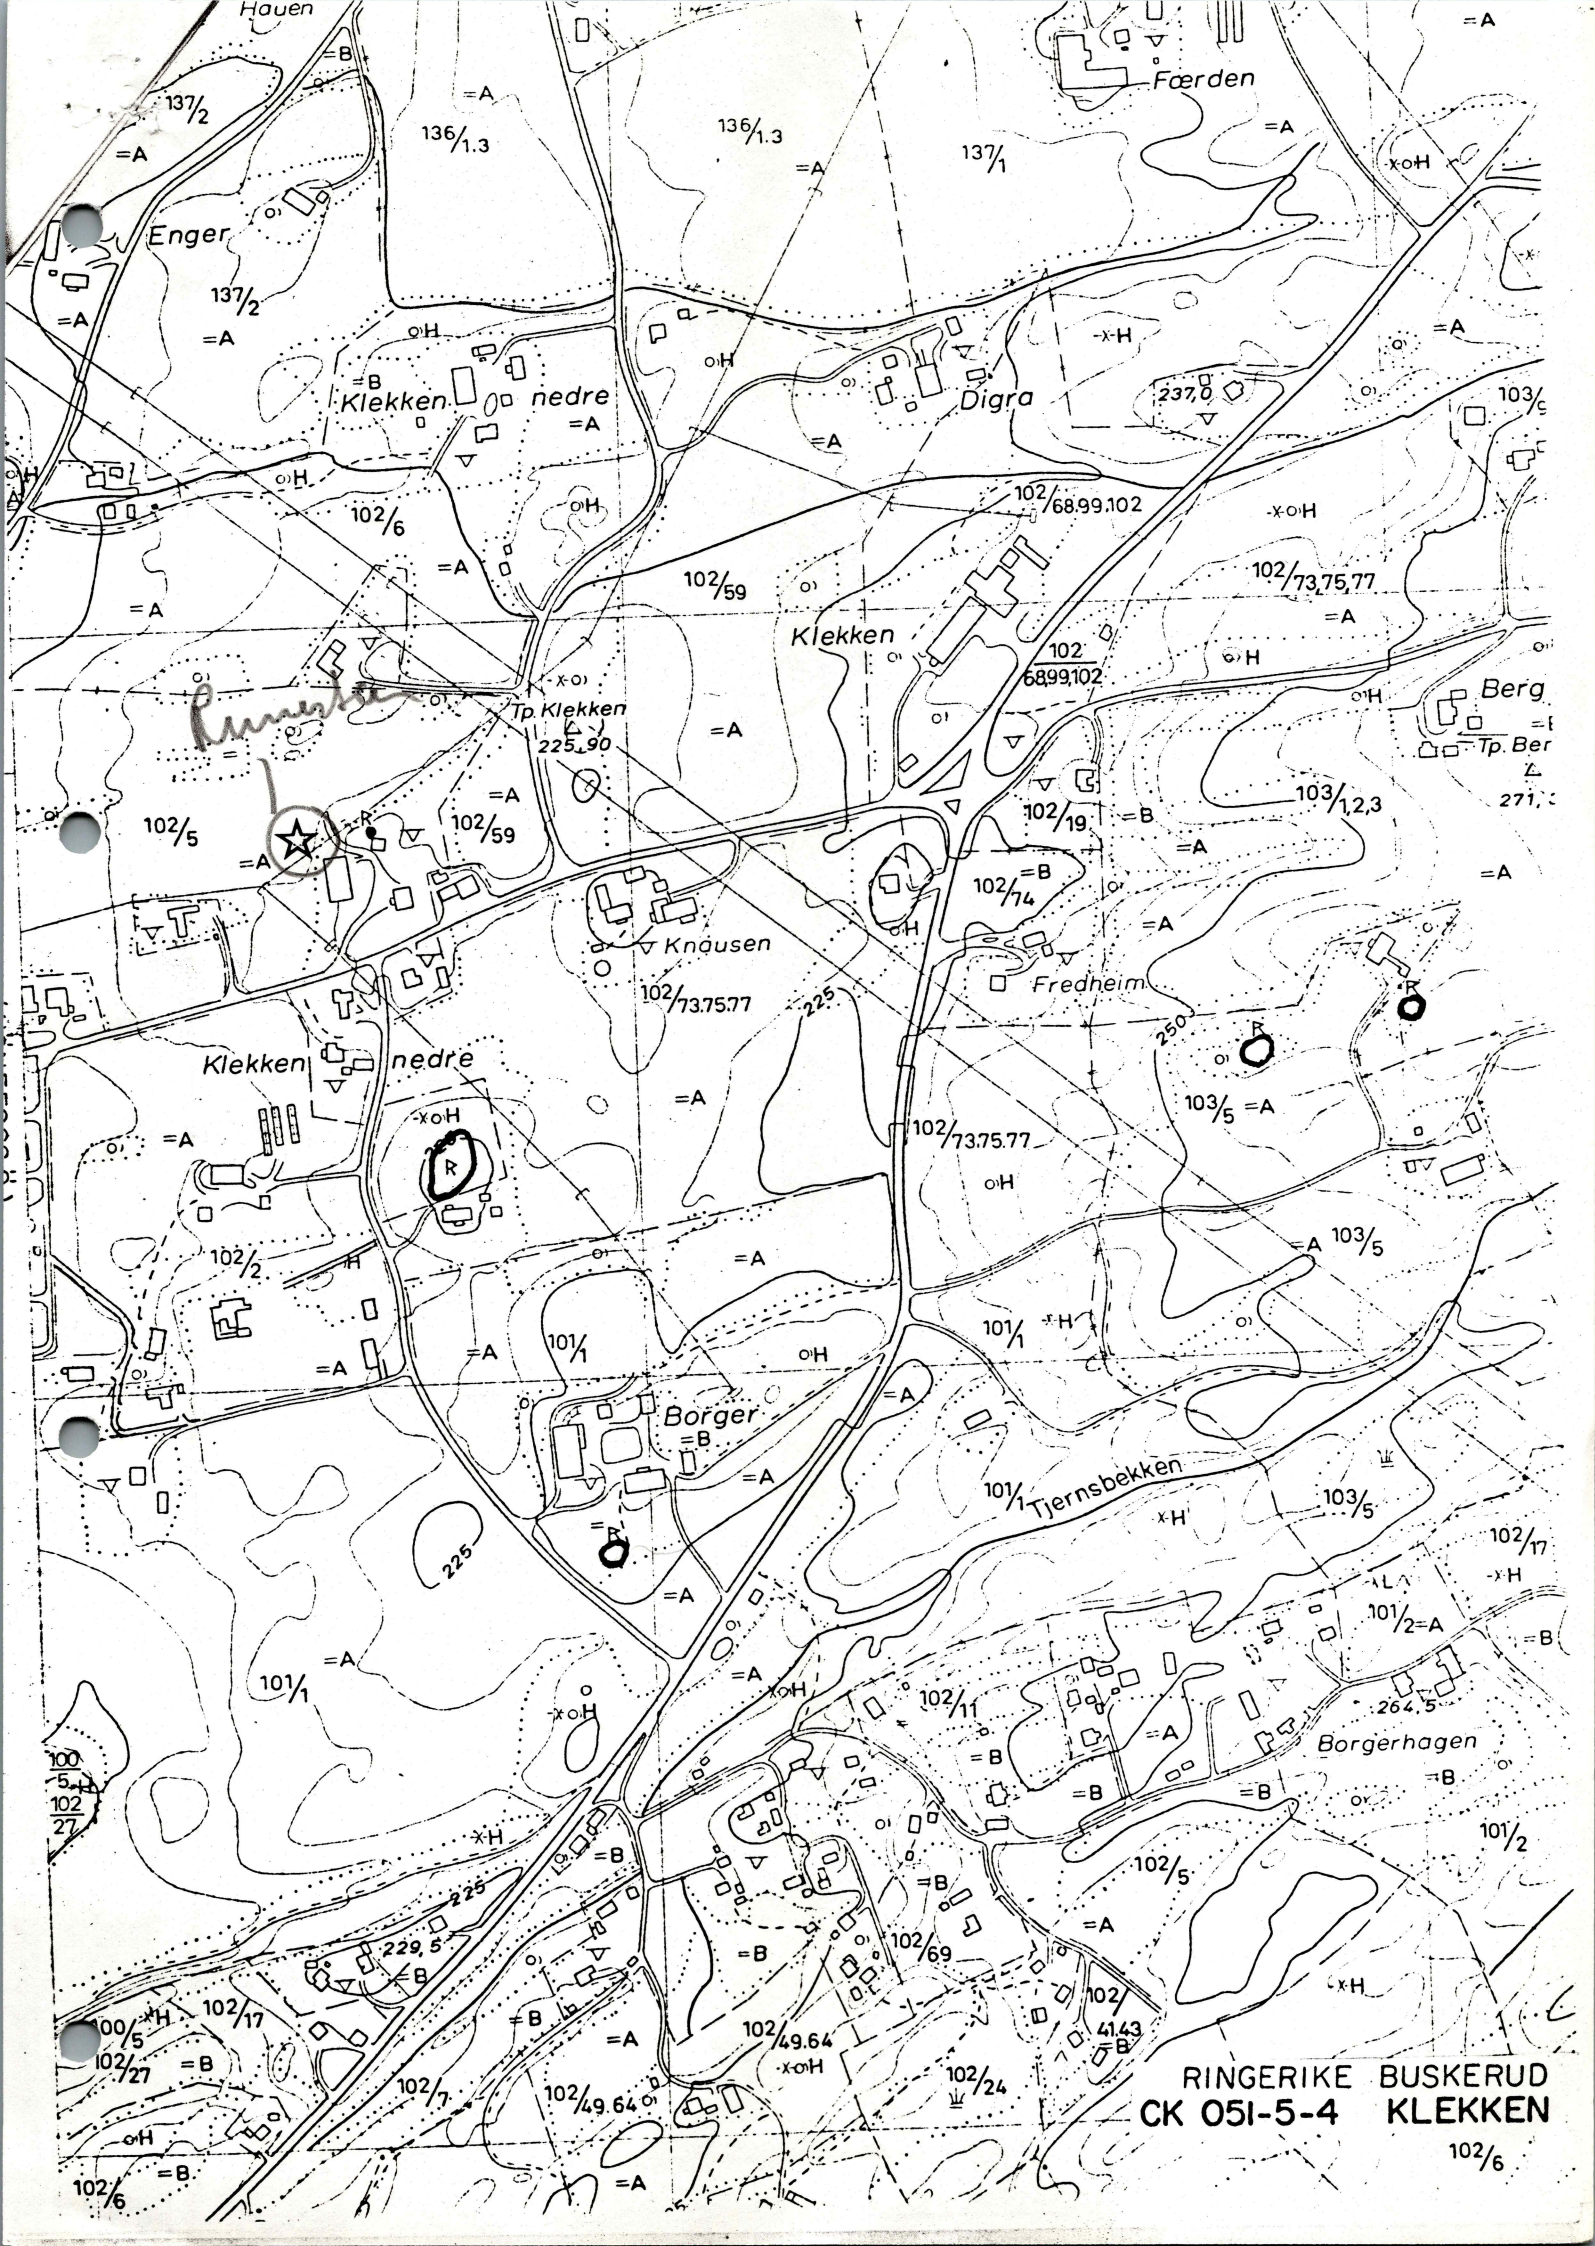 Hauen
=A
=B
Færden
137/2
=A
136/1.3
136/1.3
=A
=A
137/1
-x-o-H
=A
Enger
137/2
=A
=A
o)H
o)H
-x-H
=A
=B
Klekken nedre
=A
Digra
237,0
103/
=A
H
o)H
102/6
o)H
102/68.99.102
-x-o-H
=A
102/59
102/73,75,77
=A
=A
Klekken
102
68,99,102
o)H
-x-o)
Runestein
Tp. Klekken
225,90
=A
o)H
Berg
Tp. Ber
271,
102/5
=A
R
=A
102/59
102/19
=B
103/1,2,3
=A
=B
102/74
=A
o)H
=A
Knausen
Fredheim
102/73.75.77
225
250
R
R
Klekken nedre
-x-o-H
=A
R
=A
103/5 =A
102/73.75.77
o)H
102/2
H
=A
=A 103/5
101/1
=A
101/1
-x-H
=A
o)H
=A
Borger
=B
=A
101/1
Tjernsbekken
x-H
103/5
225
=
R
102/17
-x-H
=A
101/2=A
=B
101/1
=A
-x-o-H
=A
x-o-H
102/11
264,5
Borgerhagen
=A
=B
=B
=B
=B
100
5
102
27
x-H
=B
101/2
102/5
225
=B
=A
229,5
=B
=B
102/69
x-H
100/5
x-H
102/17
=B
102/
41.43
=B
102/27
=B
=A
102/49.64
-x-o-H
102/7
102/49.64
102/24
RINGERIKE BUSKERUD
CK 051-5-4 KLEKKEN
o-H
102/6
=B
102/6
=A